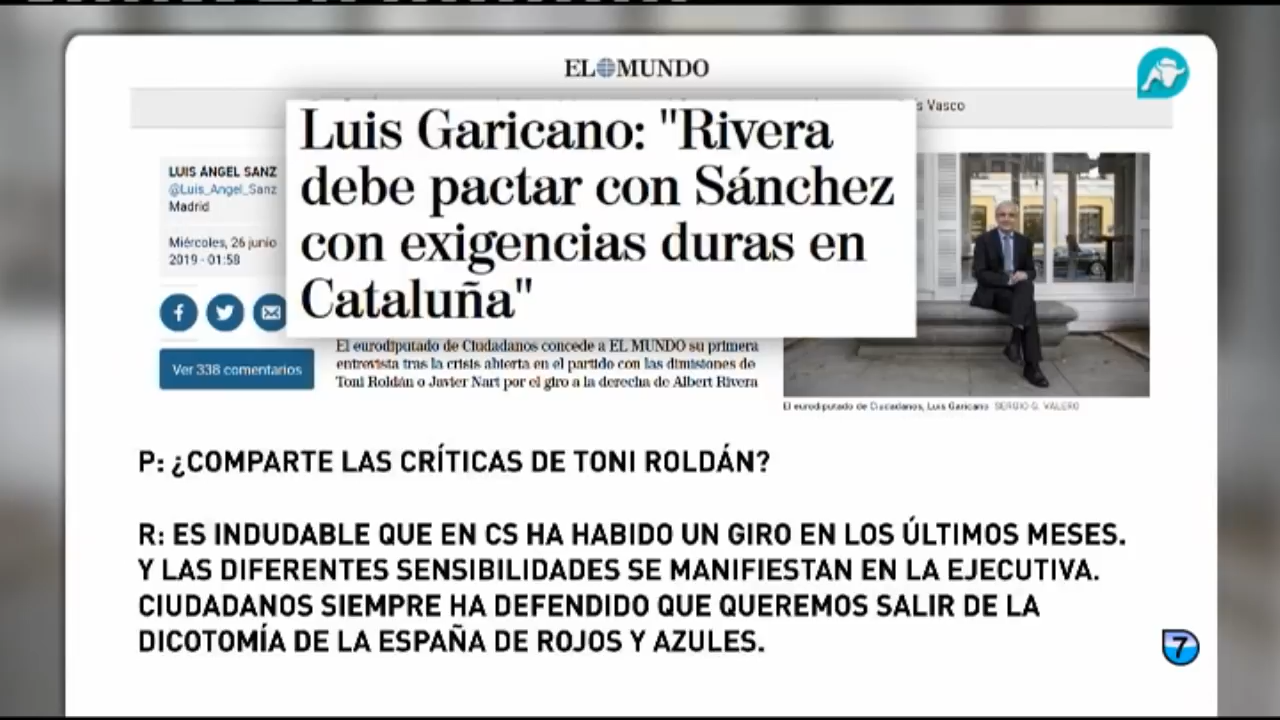 EL MUNDO
s Vasco
Luis Garicano: "Rivera
debe pactar con Sánchez
con exigencias duras en
Cataluña"
LUIS ÁNGEL SANZ
@Luis_Angel_Sanz
Madrid
Miércoles, 26 junio
2019 - 01:58
Ver 338 comentarios
El eurodiputado de Ciudadanos concede a EL MUNDO su primera
entrevista tras la crisis abierta en el partido con las dimisiones de
Toni Roldán o Javier Nart por el giro a la derecha de Albert Rivera
El eurodiputado de Ciudadanos, Luis Garicano SERGIO G. VALERO
P: ¿COMPARTE LAS CRÍTICAS DE TONI ROLDÁN?
R: ES INDUDABLE QUE EN CS HA HABIDO UN GIRO EN LOS ÚLTIMOS MESES.
Y LAS DIFERENTES SENSIBILIDADES SE MANIFIESTAN EN LA EJECUTIVA.
CIUDADANOS SIEMPRE HA DEFENDIDO QUE QUEREMOS SALIR DE LA
DICOTOMÍA DE LA ESPAÑA DE ROJOS Y AZULES.
7